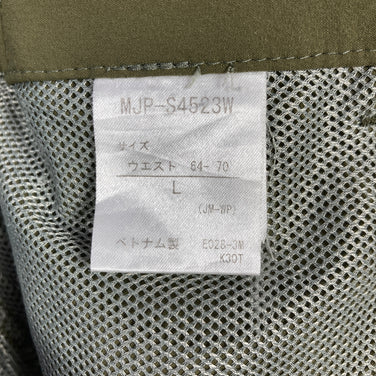 MJP-S4523W
サイズ
ウエスト 64-70
L
(JM-WP)
ベトナム製 E028-3M
K30T